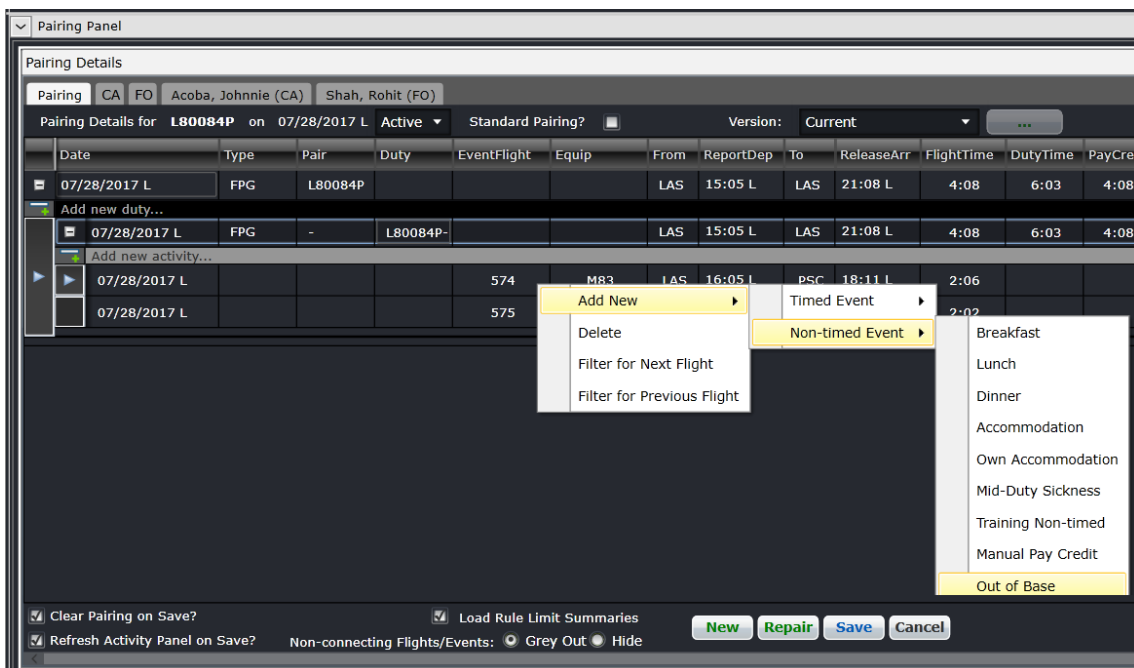 Pairing Panel
Pairing Details
Pairing CA FO Acoba, Johnnie (CA) Shah, Rohit (FO)
Pairing Details for L80084P on 07/28/2017 L Active Standard Pairing? Version: Current ...
Date Type Pair Duty EventFlight Equip From ReportDep To ReleaseArr FlightTime DutyTime PayCre
07/28/2017 L FPG L80084P LAS 15:05 L LAS 21:08 L 4:08 6:03 4:08
Add new duty...
07/28/2017 L FPG - L80084P- LAS 15:05 L LAS 21:08 L 4:08 6:03 4:08
Add new activity...
07/28/2017 L 574 M83 LAS 16:05 L PSC 18:11 L 2:06
Add New Timed Event
07/28/2017 L 575 2:02
Delete Non-timed Event Breakfast
Filter for Next Flight Lunch
Filter for Previous Flight Dinner
Accommodation
Own Accommodation
Mid-Duty Sickness
Training Non-timed
Manual Pay Credit
Out of Base
Clear Pairing on Save? Load Rule Limit Summaries
New Repair Save Cancel
Refresh Activity Panel on Save? Non-connecting Flights/Events: Grey Out Hide